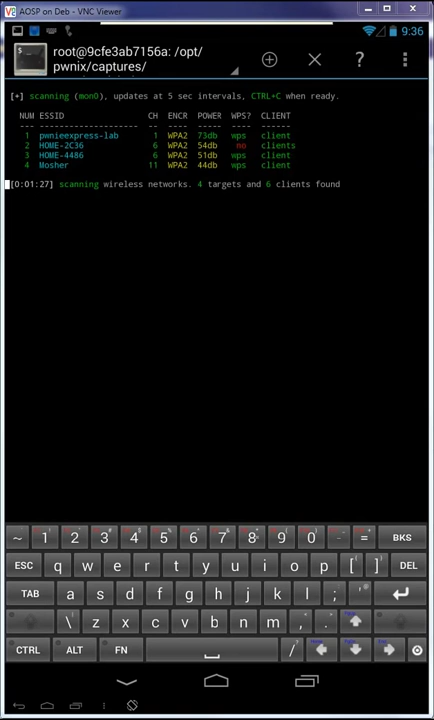 AOSP on Deb - VNC Viewer
9:36
root@9cfe3ab7156a: /opt/
pwnix/captures/
[+] scanning (mon0), updates at 5 sec intervals, CTRL+C when ready.
NUM ESSID CH ENCR POWER WPS? CLIENT
--- -------------------- -- ---- ----- ---- ------
1 pwnieexpress-lab 1 WPA2 73db wps client
2 HOME-2C36 6 WPA2 54db no clients
3 HOME-4486 6 WPA2 51db wps client
4 Mosher 11 WPA2 44db wps client
[0:01:27] scanning wireless networks. 4 targets and 6 clients found
~ 1 2 3 4 5 6 7 8 9 0 - = BKS
ESC q w e r t y u i o p [ ] DEL
TAB a s d f g h j k l ; '
\ z x c v b n m , .
CTRL ALT FN /